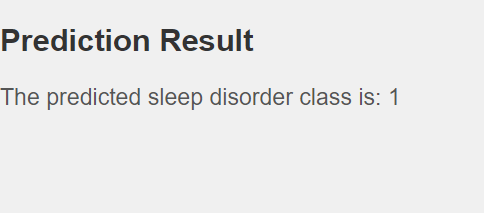 Prediction Result
The predicted sleep disorder class is: 1